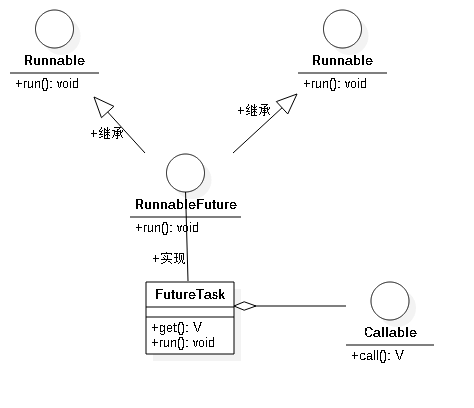 Runnable
+run(): void
Runnable
+run(): void
+继承
+继承
RunnableFuture
+run(): void
+实现
FutureTask
+get(): V
+run(): void
Callable
+call(): V